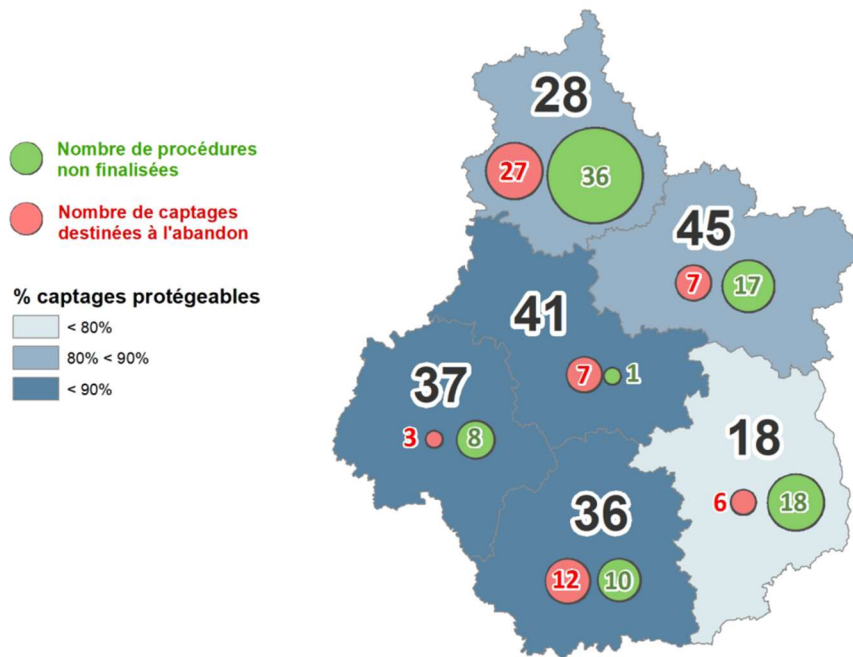 Nombre de procédures
non finalisées
Nombre de captages
destinées à l'abandon
% captages protégeables
< 80%
80% < 90%
< 90%
28
27 36
45
7 17
41
7 1
37
3 8
18
6 18
36
12 10